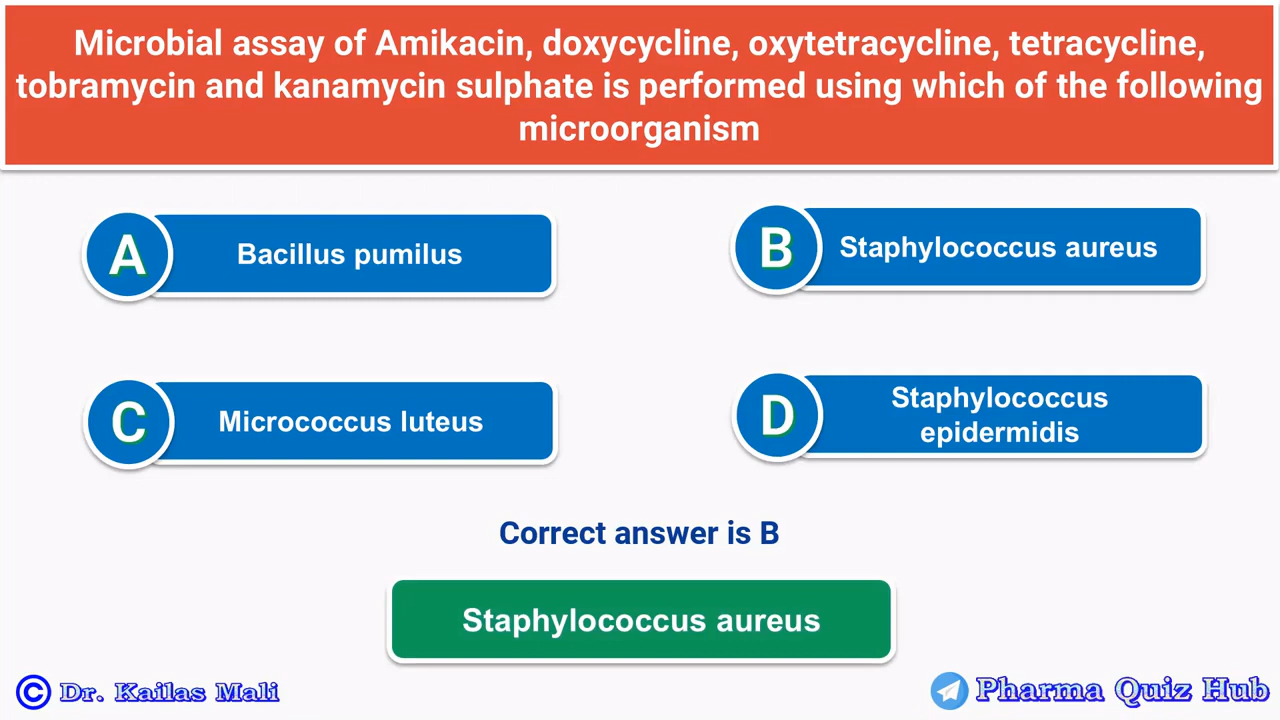 Microbial assay of Amikacin, doxycycline, oxytetracycline, tetracycline,
tobramycin and kanamycin sulphate is performed using which of the following
microorganism
A
Bacillus pumilus
B
Staphylococcus aureus
C
Micrococcus luteus
D
Staphylococcus
epidermidis
Correct answer is B
Staphylococcus aureus
© Dr. Kailas Mali
Pharma Quiz Hub